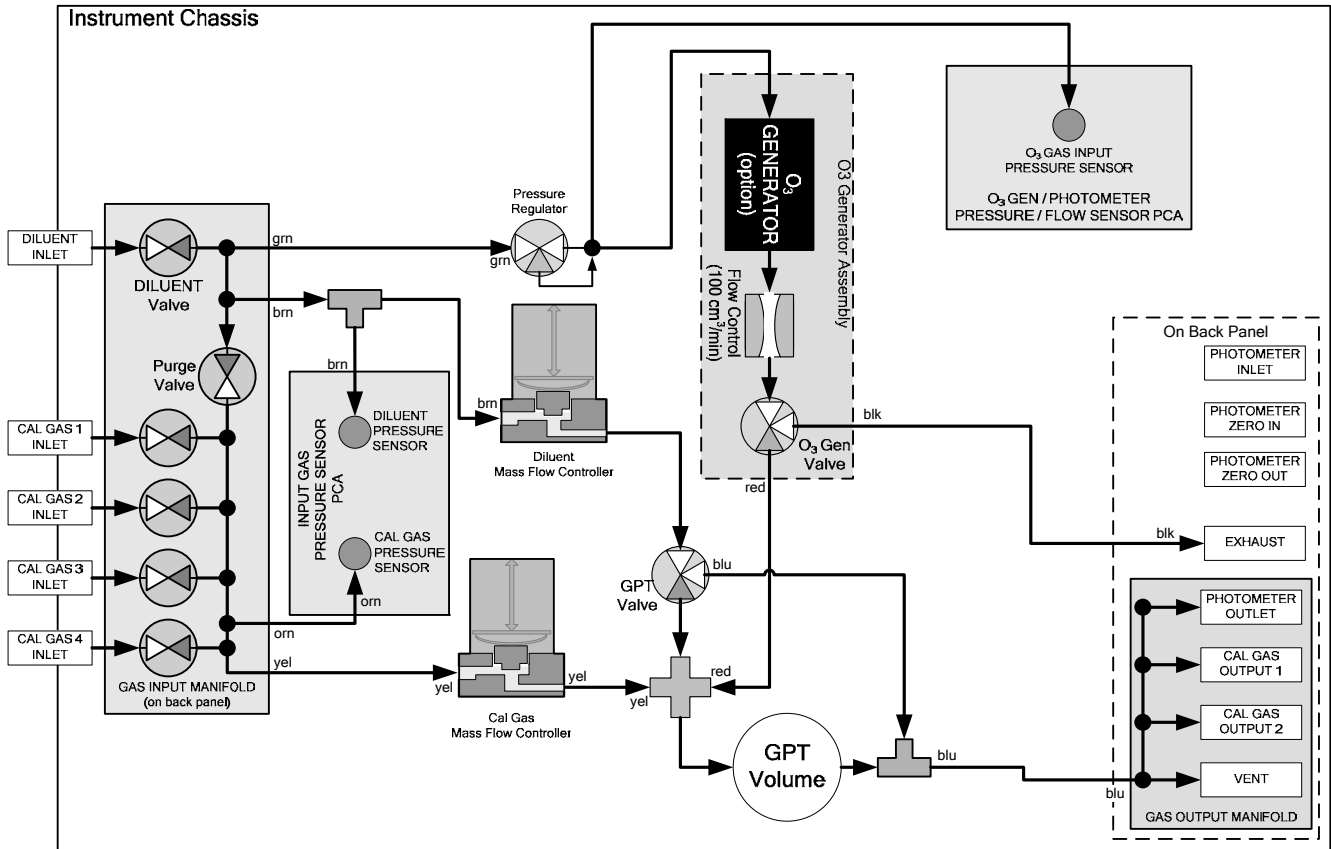 Instrument Chassis
DILUENT
INLET
DILUENT
Valve
grn
brn
Purge
Valve
CAL GAS 1
INLET
CAL GAS 2
INLET
CAL GAS 3
INLET
CAL GAS 4
INLET
GAS INPUT MANIFOLD
(on back panel)
orn
yel
brn
INPUT GAS
PRESSURE SENSOR
PCA
DILUENT
PRESSURE
SENSOR
CAL GAS
PRESSURE
SENSOR
orn
Pressure
Regulator
grn
brn
Diluent
Mass Flow Controller
yel
yel
Cal Gas
Mass Flow Controller
GPT
Valve
blu
yel
red
GPT
Volume
O3 Generator Assembly
O₃
GENERATOR
(option)
Flow Control
(100 cm³/min)
O₃ Gen
Valve
red
blk
O₃ GAS INPUT
PRESSURE SENSOR
O₃ GEN / PHOTOMETER
PRESSURE / FLOW SENSOR PCA
On Back Panel
PHOTOMETER
INLET
PHOTOMETER
ZERO IN
PHOTOMETER
ZERO OUT
blk
EXHAUST
PHOTOMETER
OUTLET
CAL GAS
OUTPUT 1
CAL GAS
OUTPUT 2
VENT
blu
blu
GAS OUTPUT MANIFOLD